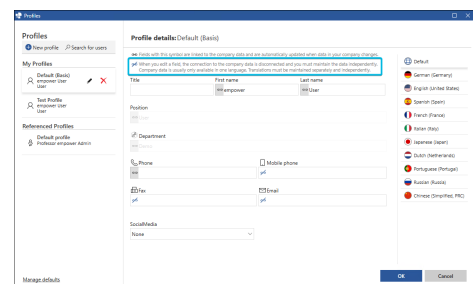 Profiles
Profiles
New profile
Search for users
My Profiles
Default (Basis)
empower User
User
Test Profile
empower User
User
Referenced Profiles
Default profile
Professor empower Admin
Manage defaults
Profile details: Default (Basis)
Fields with this symbol are linked to the company data and are automatically updated when data in your company changes.
When you edit a field, the connection to the company data is disconnected and you must maintain the data independently.
Company data is usually only available in one language. Translations must be maintained separately and independently.
Title
First name
Last name
empower
User
Position
Department
Phone
Mobile phone
Fax
Email
SocialMedia
None
Default
German (Germany)
English (United States)
Spanish (Spain)
French (France)
Italian (Italy)
Japanese (Japan)
Dutch (Netherlands)
Portuguese (Portugal)
Russian (Russia)
Chinese (Simplified, PRC)
OK
Cancel